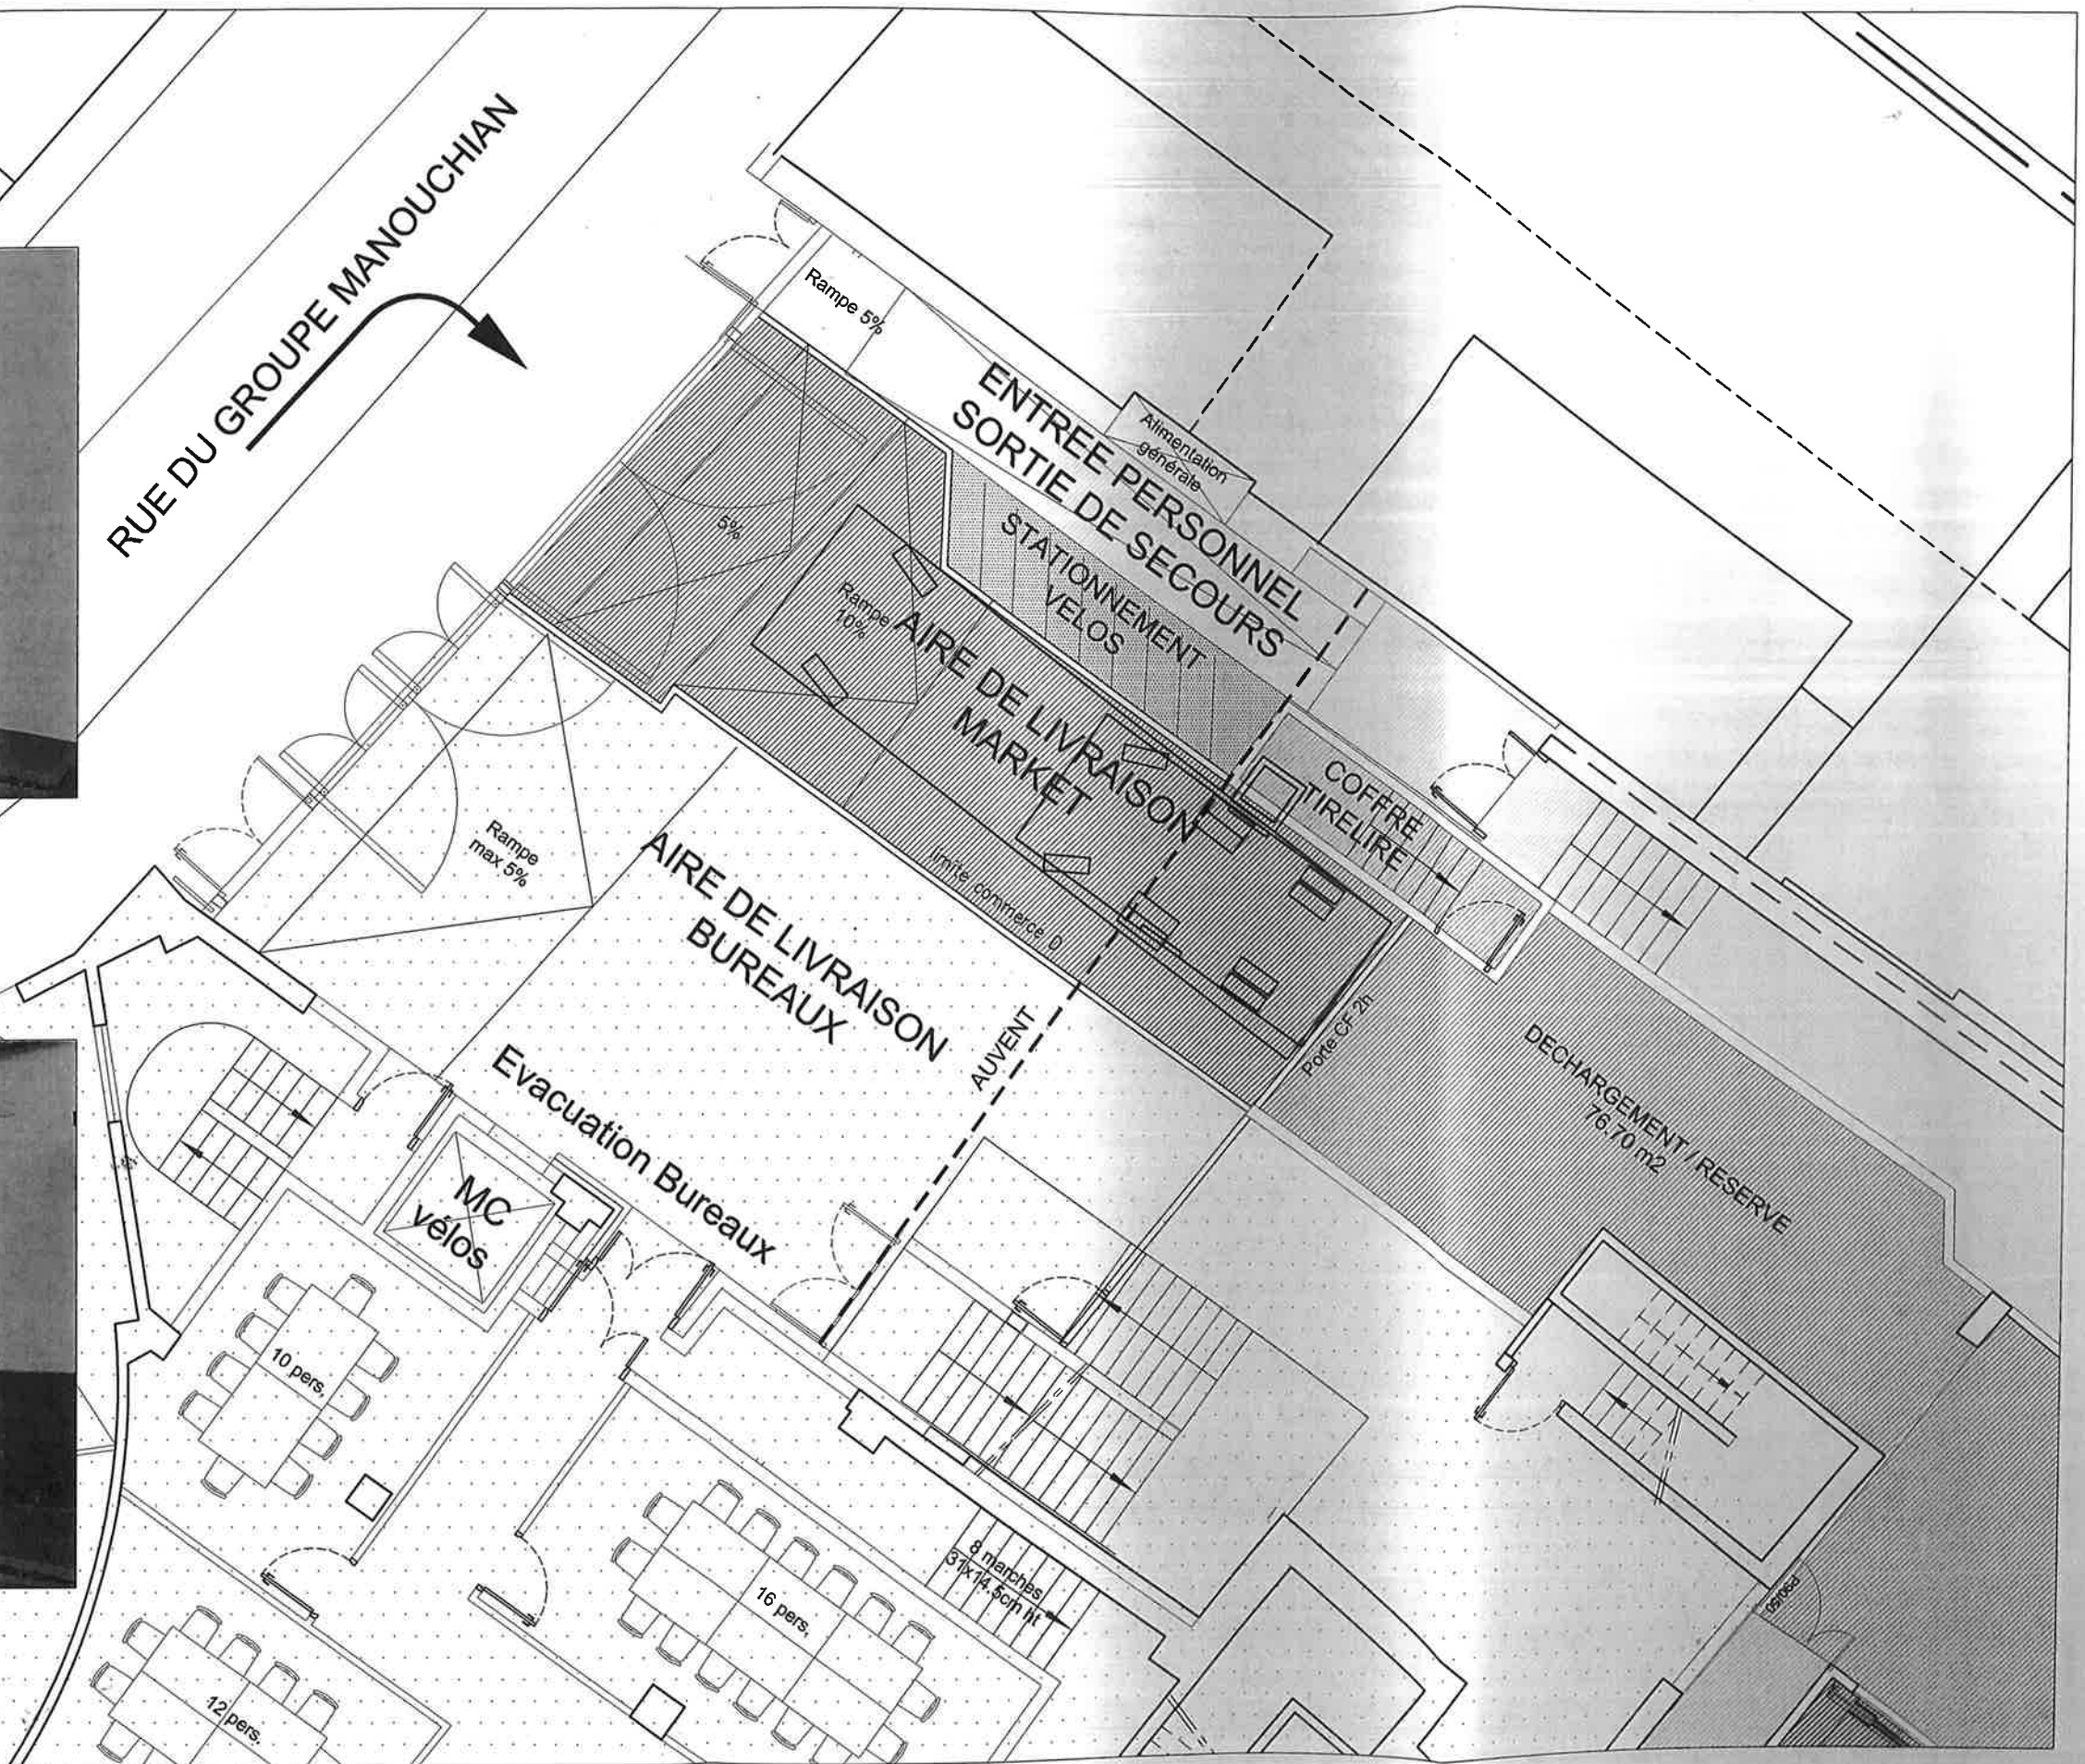 RUE DU GROUPE MANOUCHIAN
Rampe 5%
ENTREE PERSONNEL
SORTIE DE SECOURS
Alimentation
générale
STATIONNEMENT
VELOS
5%
Rampe
10%
AIRE DE LIVRAISON
MARKET
COFFRE
TIRELIRE
limite commerce D
Rampe
max 5%
AIRE DE LIVRAISON
BUREAUX
AUVENT
Porte CF 2h
DECHARGEMENT / RESERVE
76.70 m2
Evacuation Bureaux
MC
vélos
10 pers,
8 marches
31x14.5cm ht
16 pers,
12 pers,